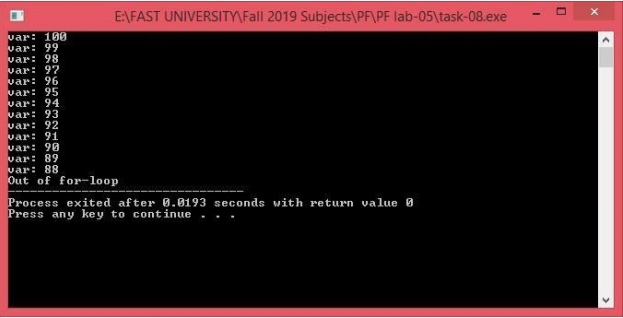 E:\FAST UNIVERSITY\Fall 2019 Subjects\PF\PF lab-05\task-08.exe
var: 100
var: 99
var: 98
var: 97
var: 96
var: 95
var: 94
var: 93
var: 92
var: 91
var: 90
var: 89
var: 88
Out of for-loop
--------------------------------
Process exited after 0.0193 seconds with return value 0
Press any key to continue . . .